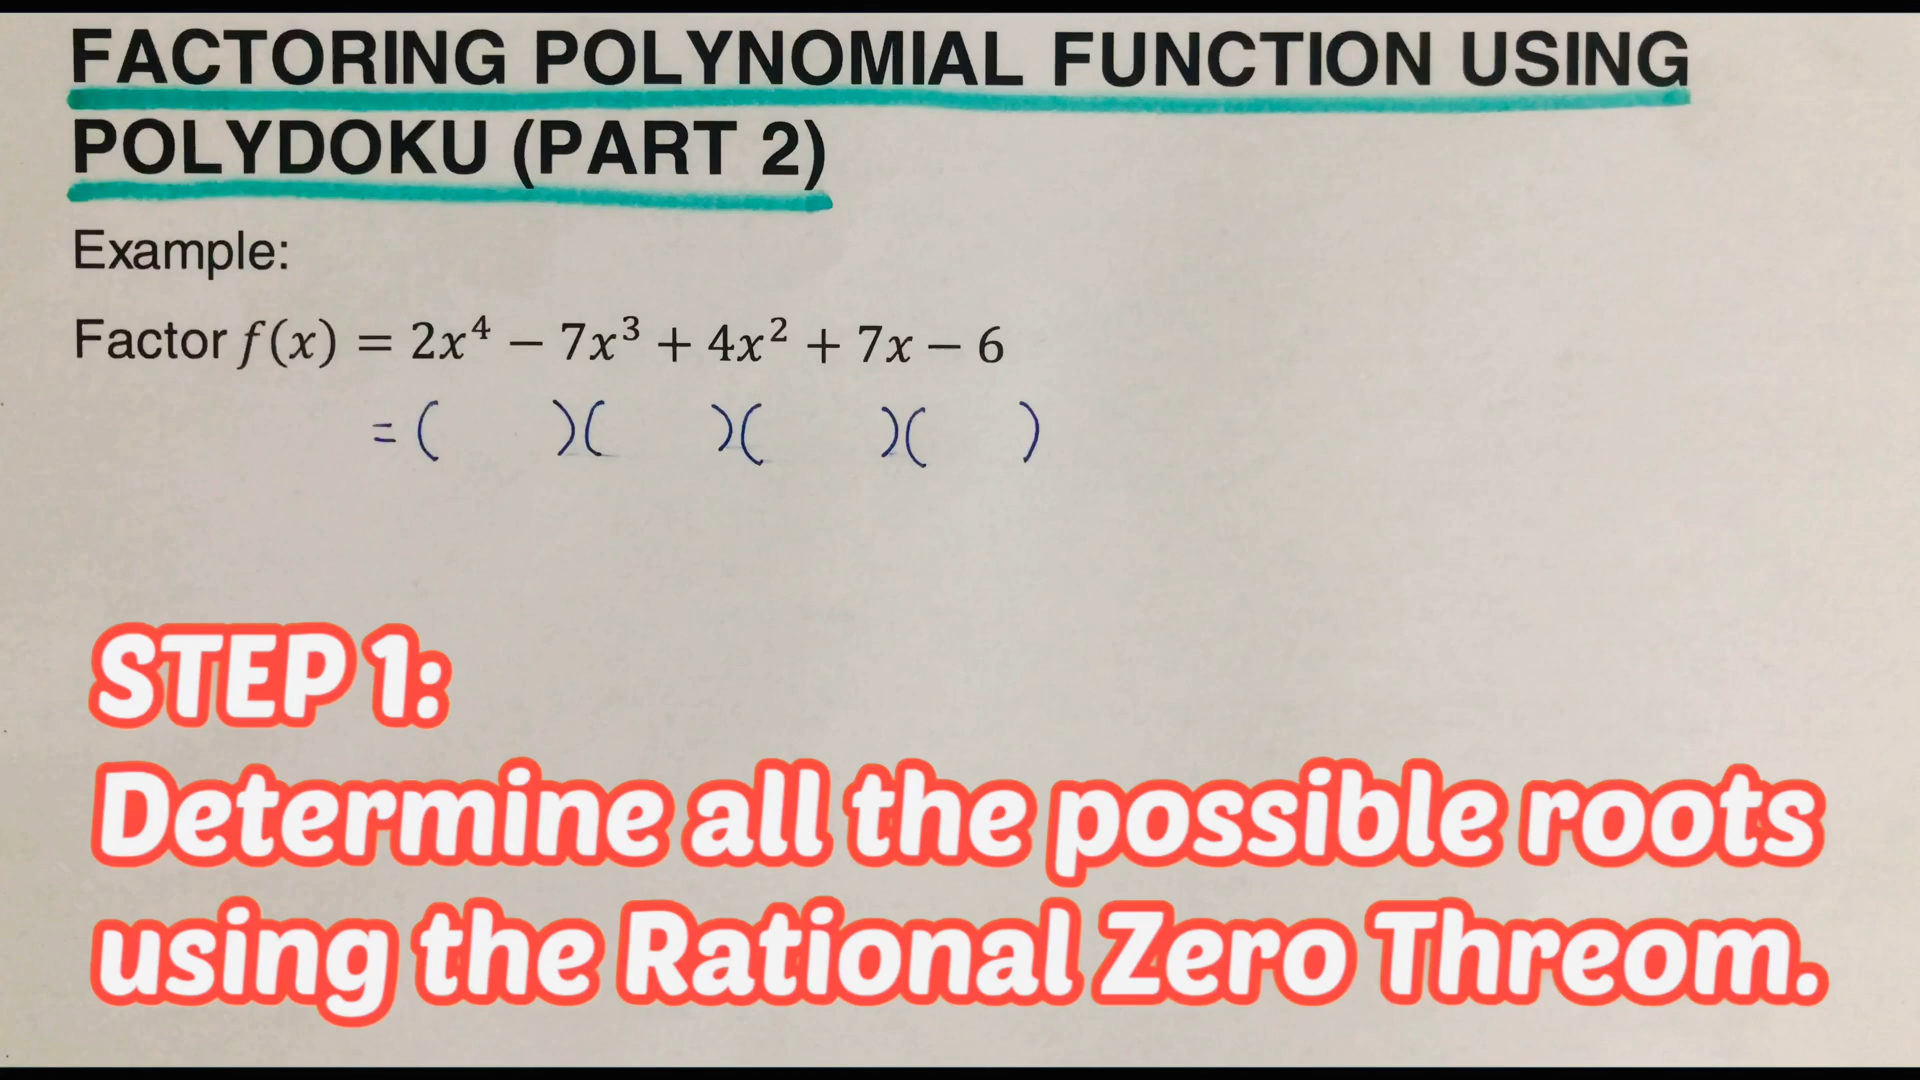 FACTORING POLYNOMIAL FUNCTION USING
POLYDOKU (PART 2)
Example:
Factor f(x) = 2x⁴ − 7x³ + 4x² + 7x − 6
= (    )(    )(    )(    )
STEP 1:
Determine all the possible roots
using the Rational Zero Threom.